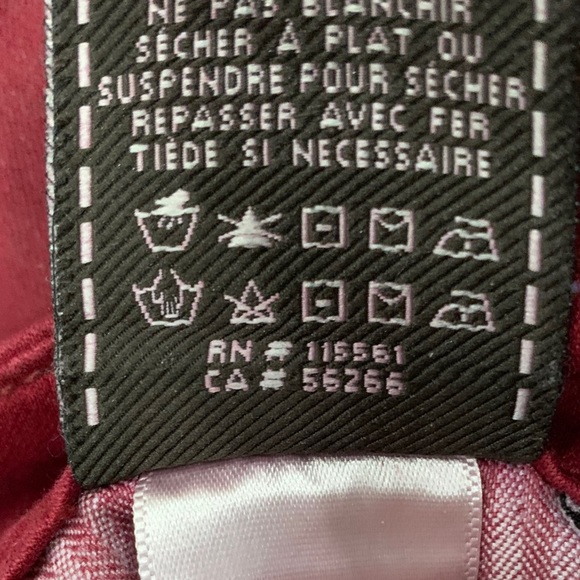 NE PAS BLANCHIR
SÉCHER À PLAT OU
SUSPENDRE POUR SÉCHER
REPASSER AVEC FER
TIÈDE SI NECESSAIRE
RN # 115561
CA # 56266